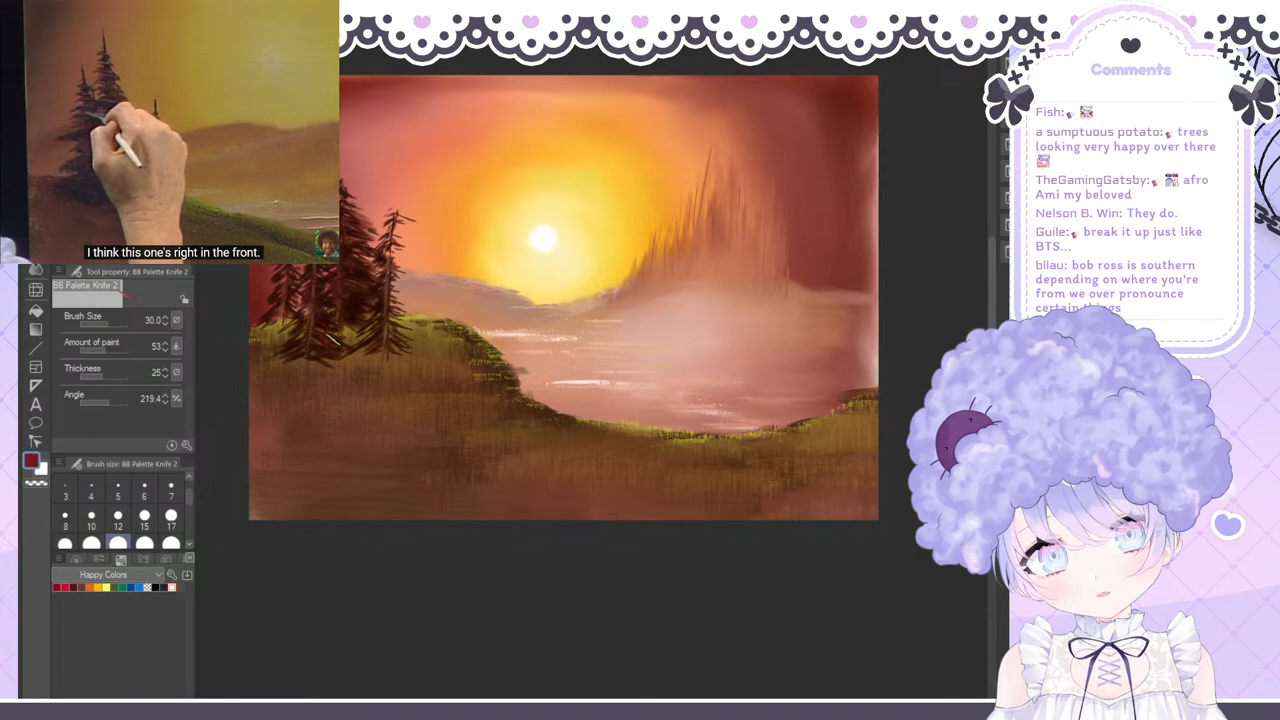 I think this one's right in the front.
Tool property: BB Palette Knife 2
BB Palette Knife 2
Brush Size 30.0
Amount of paint 53
Thickness 25
Angle 219.4
Brush size: BB Palette Knife 2
3 4 5 6 7
8 10 12 15 17
Happy Colors
Comments
Fish:
a sumptuous potato: trees
looking very happy over there
TheGamingGatsby: afro
Ami my beloved
Nelson B. Win: They do.
Guile: break it up just like
BTS...
bllau: bob ross is southern
depending on where you're
from we over pronounce
certain things